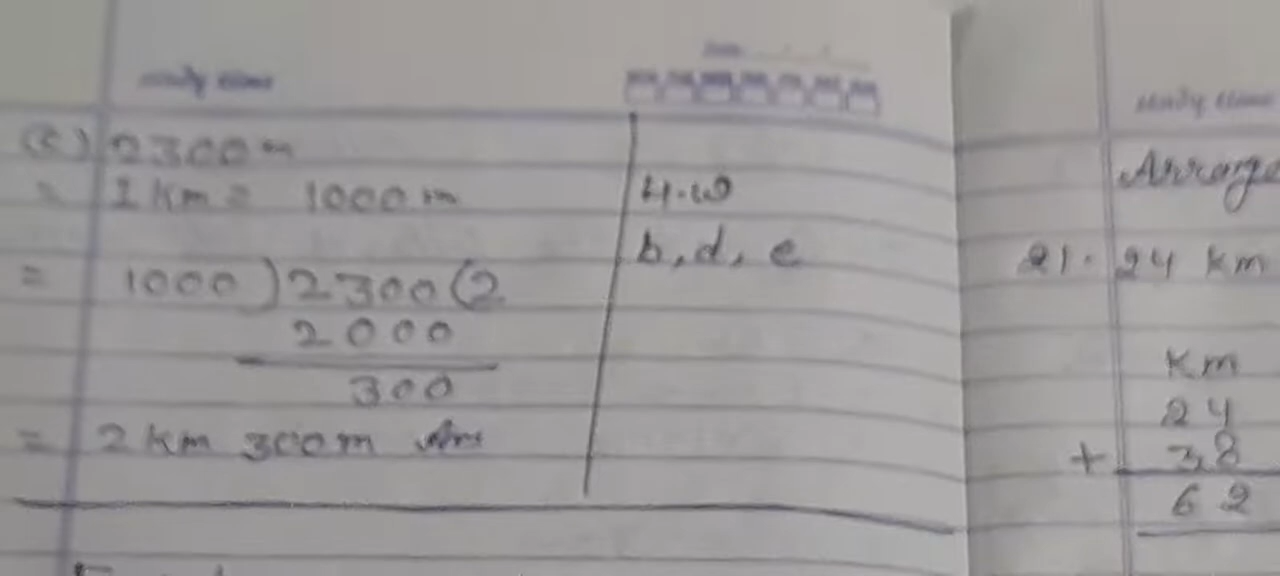 (c) 2300 m
= 1 Km = 1000 m
= 1000 ) 2300 ( 2
2000
300
= 2 Km 300 m Ans
H.W
b, d, e
Arrange
21. 24 Km
Km
24
+ 38
62